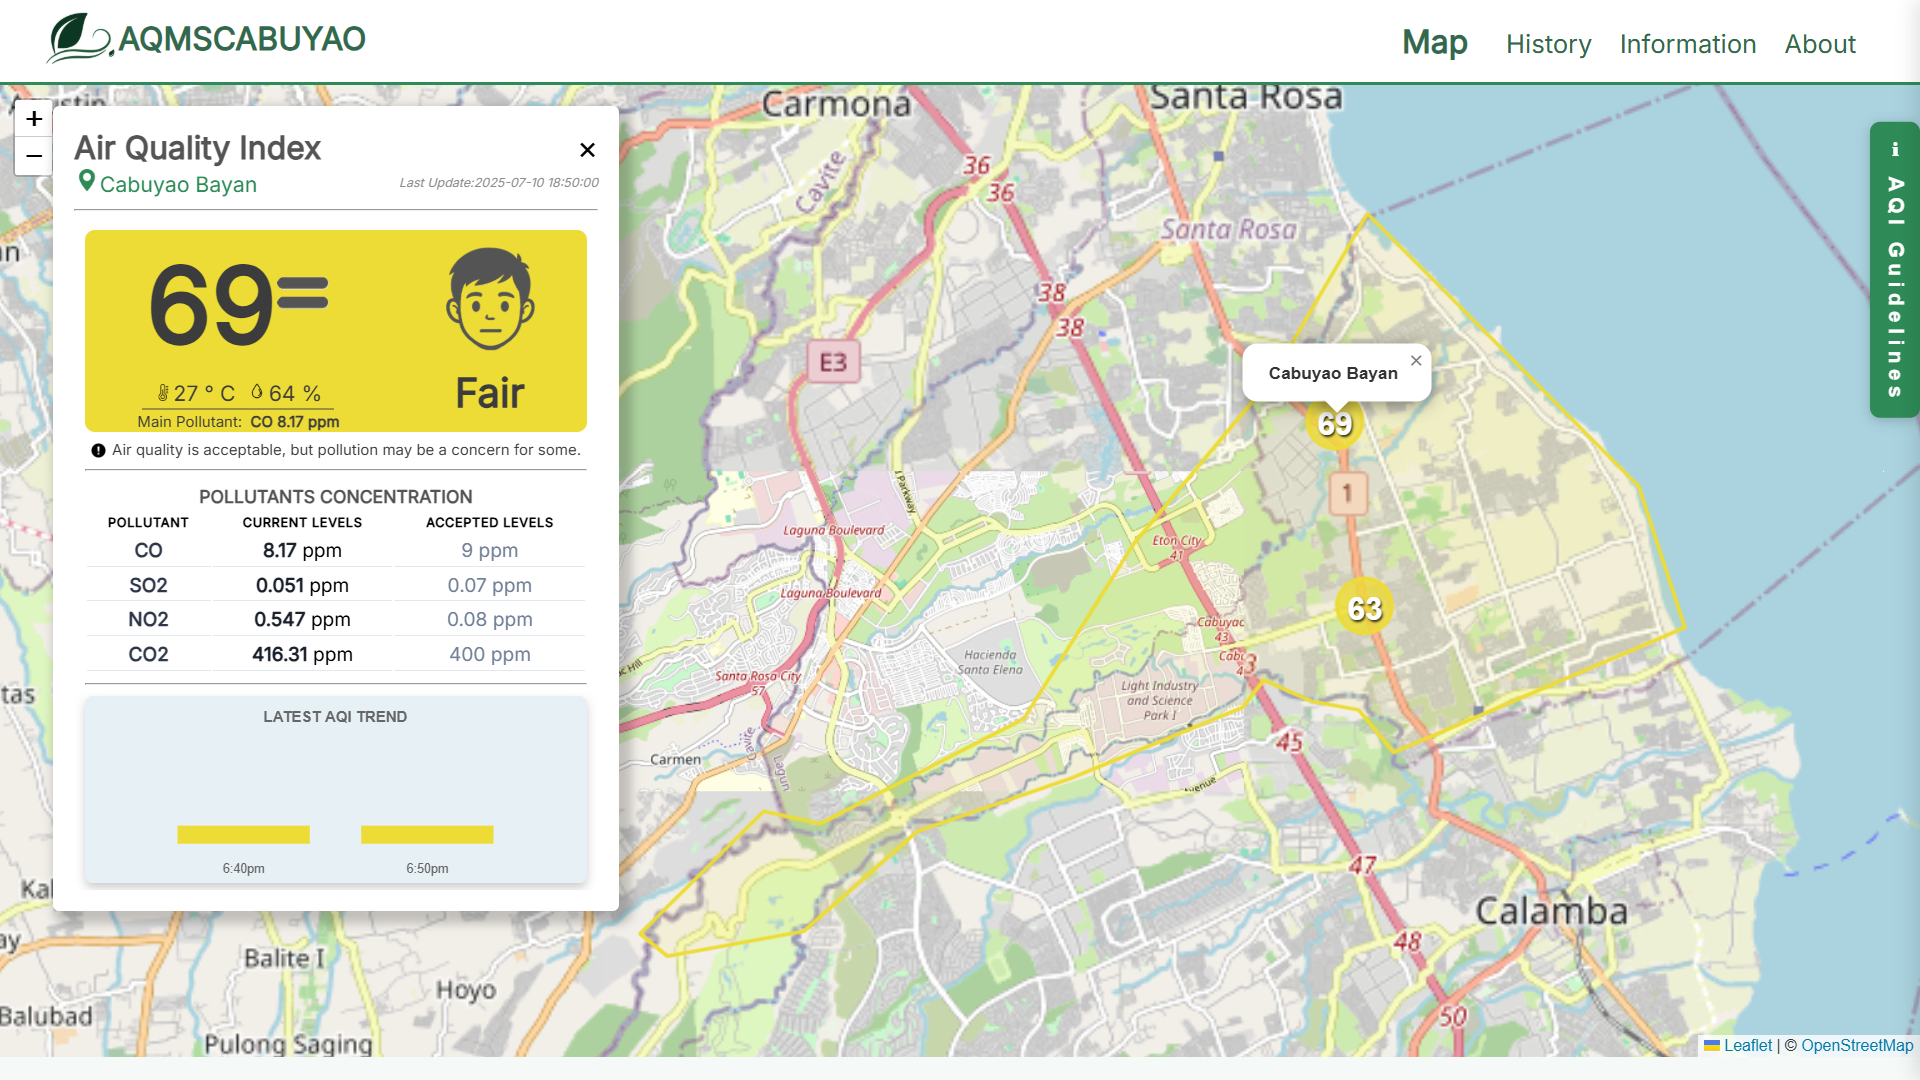 AQMSCABUYAO
Map
History
Information
About
+
−
Air Quality Index
×
Cabuyao Bayan
Last Update:2025-07-10 18:50:00
69=
Fair
27 ° C 64 %
Main Pollutant: CO 8.17 ppm
Air quality is acceptable, but pollution may be a concern for some.
POLLUTANTS CONCENTRATION
POLLUTANT CURRENT LEVELS ACCEPTED LEVELS
CO 8.17 ppm 9 ppm
SO2 0.051 ppm 0.07 ppm
NO2 0.547 ppm 0.08 ppm
CO2 416.31 ppm 400 ppm
LATEST AQI TREND
6:40pm
6:50pm
Carmona
Santa Rosa
Cavite
36
36
Santa Rosa
38
38
E3
Cabuyao Bayan
×
69
1
J Parkway
Laguna Boulevard
Eton City
41
Laguna Boulevard
63
Cabuyao
43
Hacienda
Santa Elena
43
Santa Rosa City
57
Light Industry
and Science
Park I
45
Carmen
Cavite
Lagun
47
Calamba
48
50
Balite I
Hoyo
Balubad
Pulong Saging
AQI Guidelines
Leaflet | © OpenStreetMap